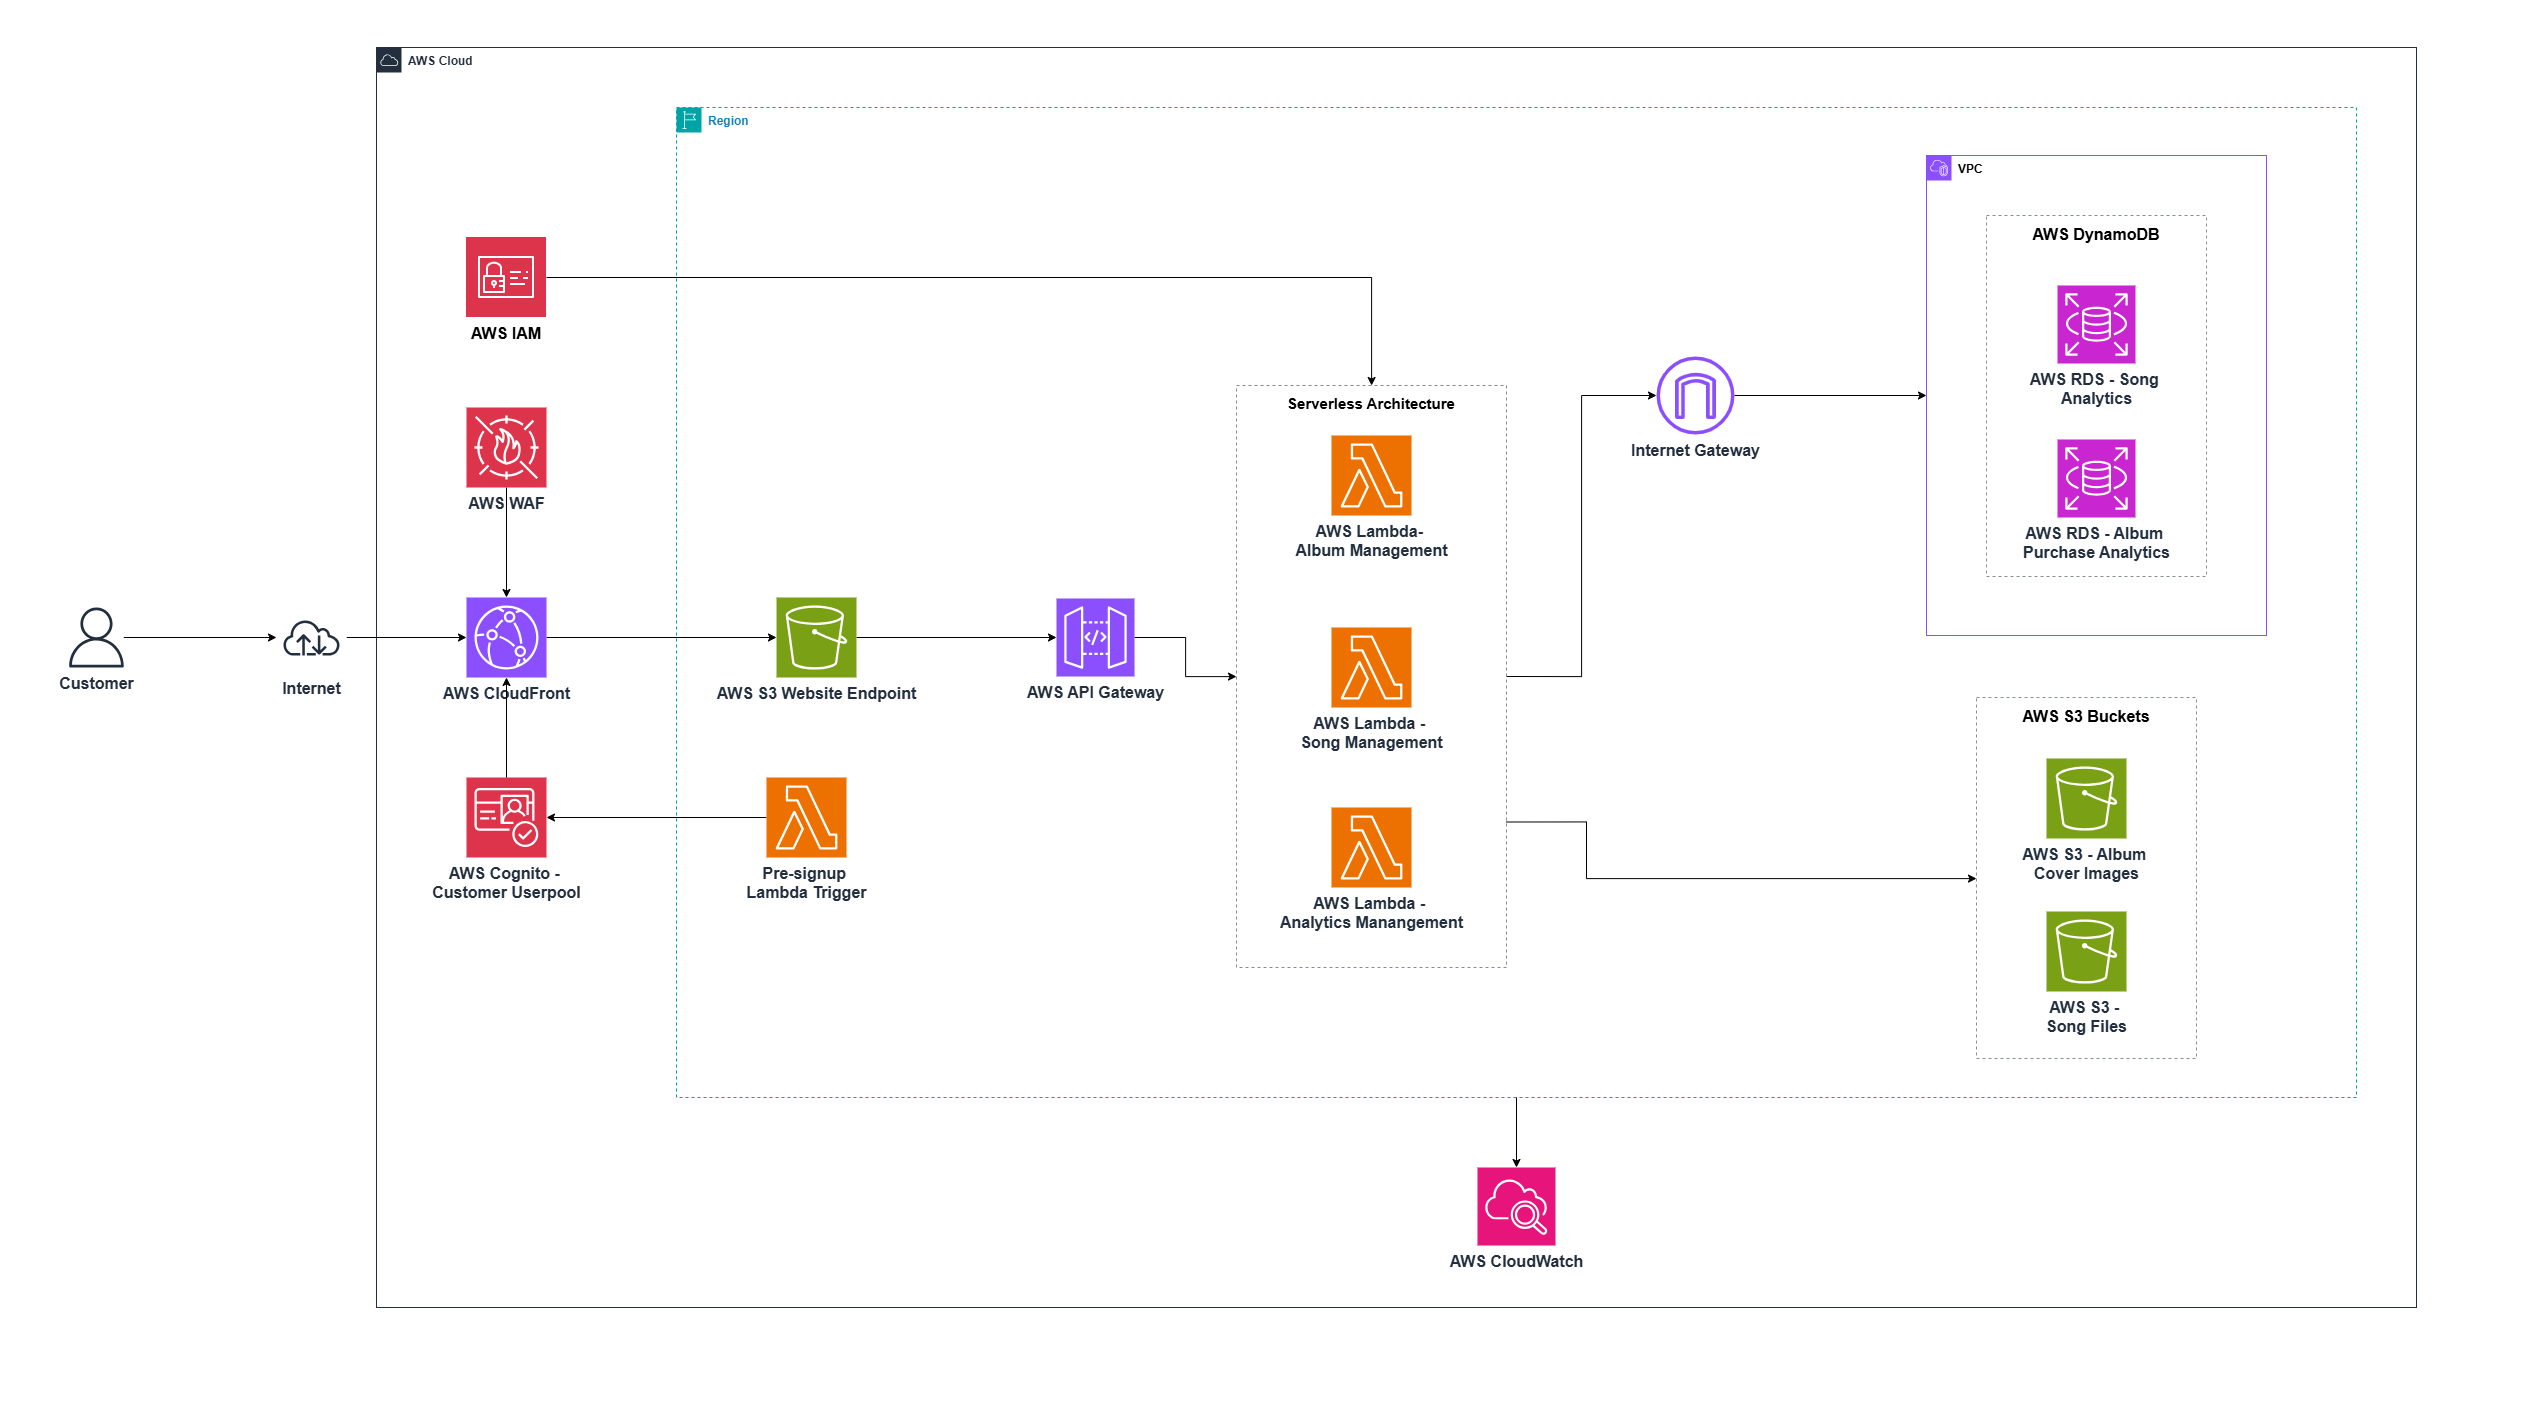 AWS Cloud
Region
VPC
AWS DynamoDB
AWS IAM
AWS RDS - Song
Analytics
Serverless Architecture
Internet Gateway
AWS WAF
AWS Lambda-
Album Management
AWS RDS - Album
Purchase Analytics
Customer
Internet
AWS CloudFront
AWS S3 Website Endpoint
AWS API Gateway
AWS Lambda -
Song Management
AWS S3 Buckets
AWS Cognito -
Customer Userpool
Pre-signup
Lambda Trigger
AWS Lambda -
Analytics Manangement
AWS S3 - Album
Cover Images
AWS S3 -
Song Files
AWS CloudWatch